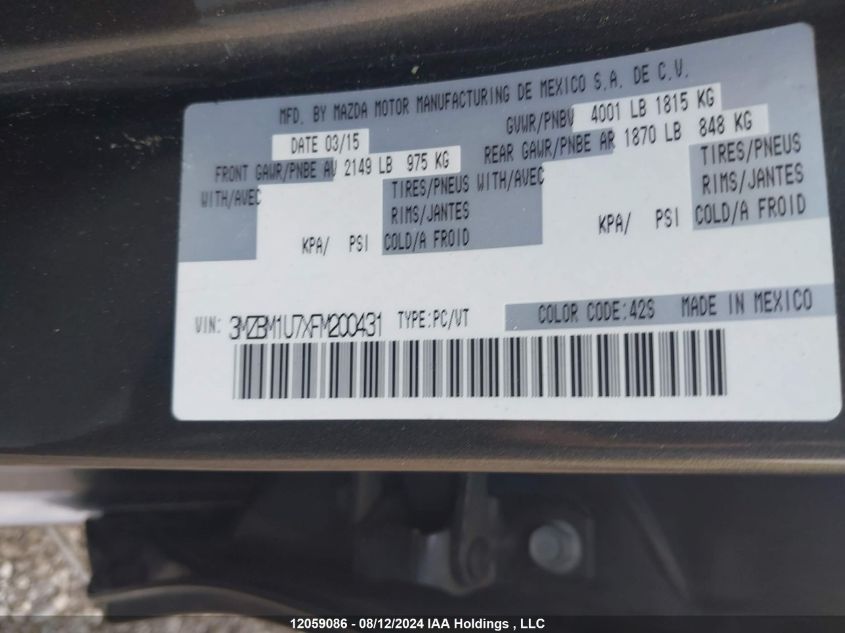 MFD. BY MAZDA MOTOR MANUFACTURING DE MEXICO S.A. DE C.V.
DATE 03/15 GVWR/PNBV 4001 LB 1815 KG
FRONT GAWR/PNBE AV 2149 LB 975 KG REAR GAWR/PNBE AR 1870 LB 848 KG
WITH/AVEC TIRES/PNEUS WITH/AVEC TIRES/PNEUS
RIMS/JANTES RIMS/JANTES
KPA/ PSI COLD/A FROID KPA/ PSI COLD/A FROID
VIN: 3MZBM1U7XFM200431 TYPE:PC/VT COLOR CODE:42S MADE IN MEXICO
12059086 - 08/12/2024 IAA Holdings , LLC